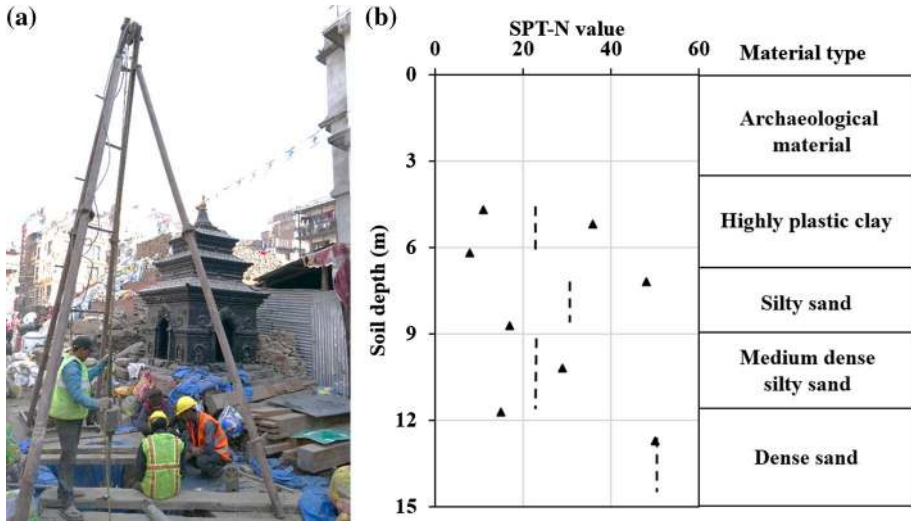 (a)
(b)
SPT-N value
0 20 40 60
Material type
Soil depth (m)
0
3
6
9
12
15
Archaeological
material
Highly plastic clay
Silty sand
Medium dense
silty sand
Dense sand